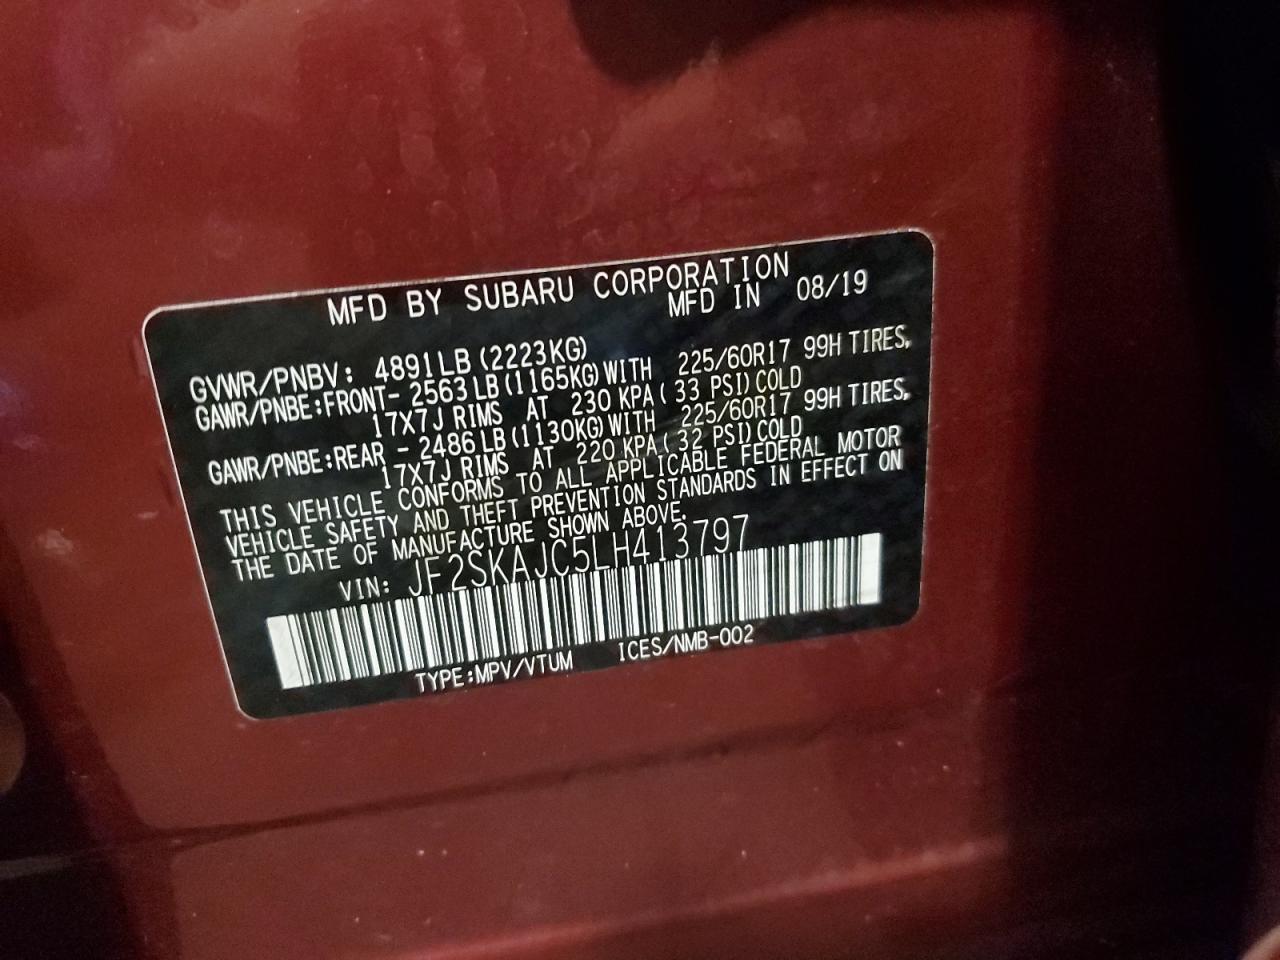 MFD BY SUBARU CORPORATION
MFD IN 08/19
GVWR/PNBV: 4891LB (2223KG)
GAWR/PNBE:FRONT- 2563 LB (1165KG) WITH 225/60R17 99H TIRES,
17X7J RIMS AT 230 KPA ( 33 PSI) COLD
GAWR/PNBE:REAR - 2486 LB (1130KG) WITH 225/60R17 99H TIRES,
17X7J RIMS AT 220 KPA ( 32 PSI) COLD
THIS VEHICLE CONFORMS TO ALL APPLICABLE FEDERAL MOTOR
VEHICLE SAFETY AND THEFT PREVENTION STANDARDS IN EFFECT ON
THE DATE OF MANUFACTURE SHOWN ABOVE.
VIN: JF2SKAJC5LH413797
TYPE:MPV/VTUM ICES/NMB-002